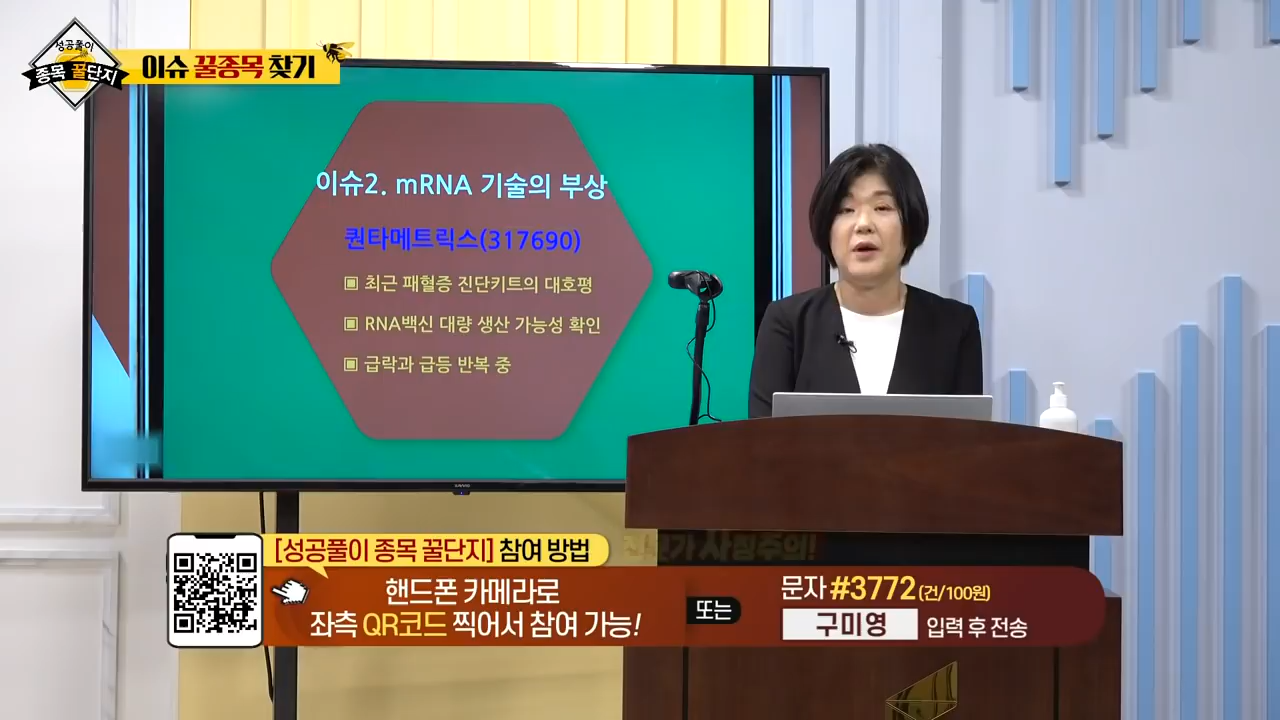 성공풀이
종목 꿀단지
이슈 꿀종목 찾기
이슈2. mRNA 기술의 부상
퀀타메트릭스(317690)
▣ 최근 패혈증 진단키트의 대호평
▣ RNA백신 대량 생산 가능성 확인
▣ 급락과 급등 반복 중
[성공풀이 종목 꿀단지] 참여 방법
핸드폰 카메라로
좌측 QR코드 찍어서 참여 가능!
또는
문자 #3772 (건/100원)
구미영 입력 후 전송